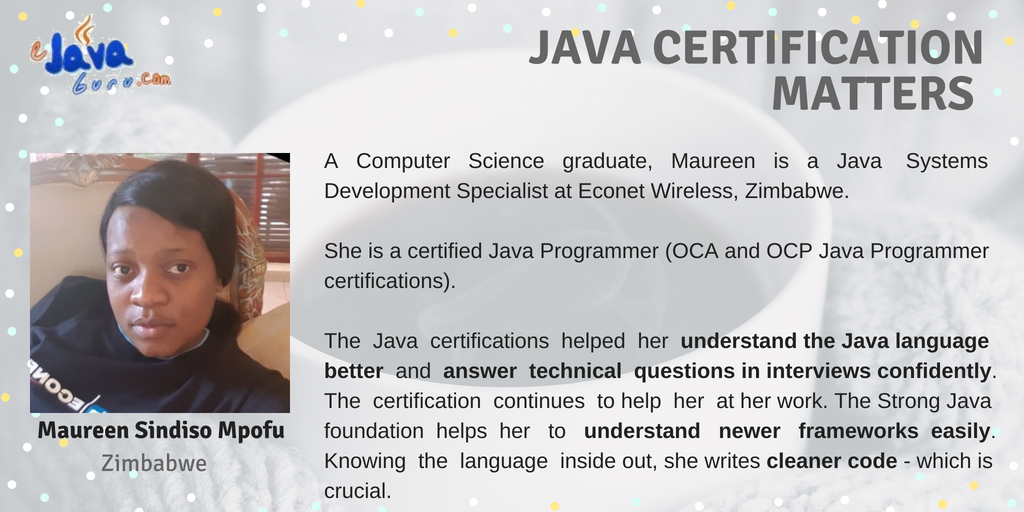 eJava
Guru.com
JAVA CERTIFICATION
MATTERS
A Computer Science graduate, Maureen is a Java Systems
Development Specialist at Econet Wireless, Zimbabwe.
She is a certified Java Programmer (OCA and OCP Java Programmer
certifications).
The Java certifications helped her understand the Java language
better and answer technical questions in interviews confidently.
The certification continues to help her at her work. The Strong Java
foundation helps her to understand newer frameworks easily.
Knowing the language inside out, she writes cleaner code - which is
crucial.
ECONE
Maureen Sindiso Mpofu
Zimbabwe